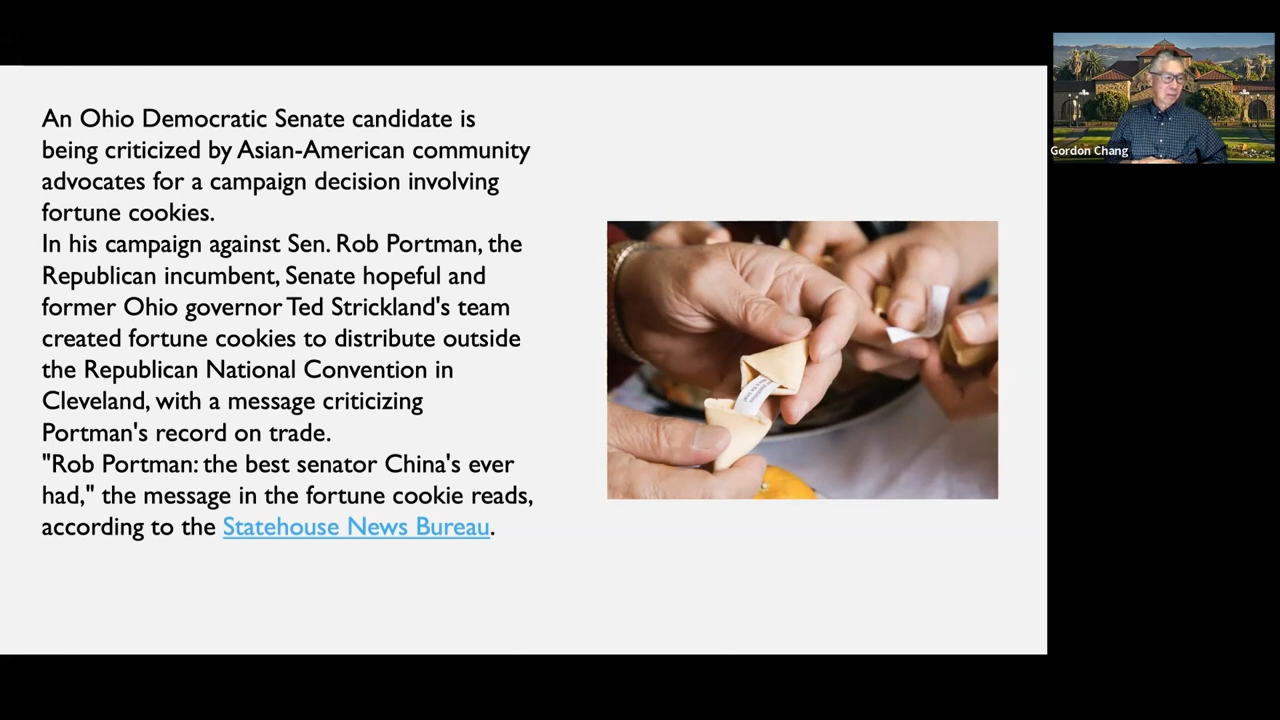 An Ohio Democratic Senate candidate is
being criticized by Asian-American community
advocates for a campaign decision involving
fortune cookies.
In his campaign against Sen. Rob Portman, the
Republican incumbent, Senate hopeful and
former Ohio governor Ted Strickland's team
created fortune cookies to distribute outside
the Republican National Convention in
Cleveland, with a message criticizing
Portman's record on trade.
"Rob Portman: the best senator China's ever
had," the message in the fortune cookie reads,
according to the Statehouse News Bureau.
Gordon Chang